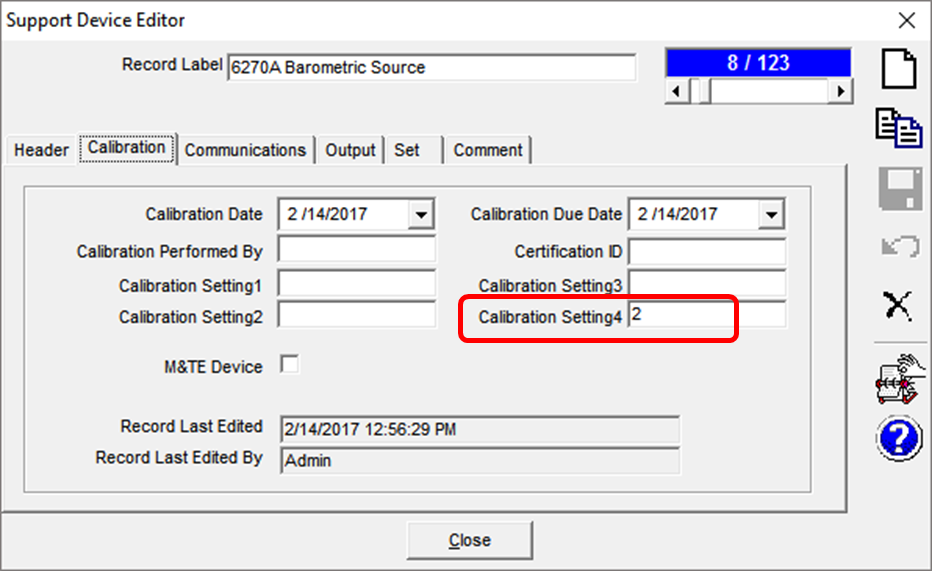 Support Device Editor
Record Label 6270A Barometric Source 8 / 123
Header Calibration Communications Output Set Comment
Calibration Date 2 /14/2017 Calibration Due Date 2 /14/2017
Calibration Performed By Certification ID
Calibration Setting1 Calibration Setting3
Calibration Setting2 Calibration Setting4 2
M&TE Device
Record Last Edited 2/14/2017 12:56:29 PM
Record Last Edited By Admin
?
Close